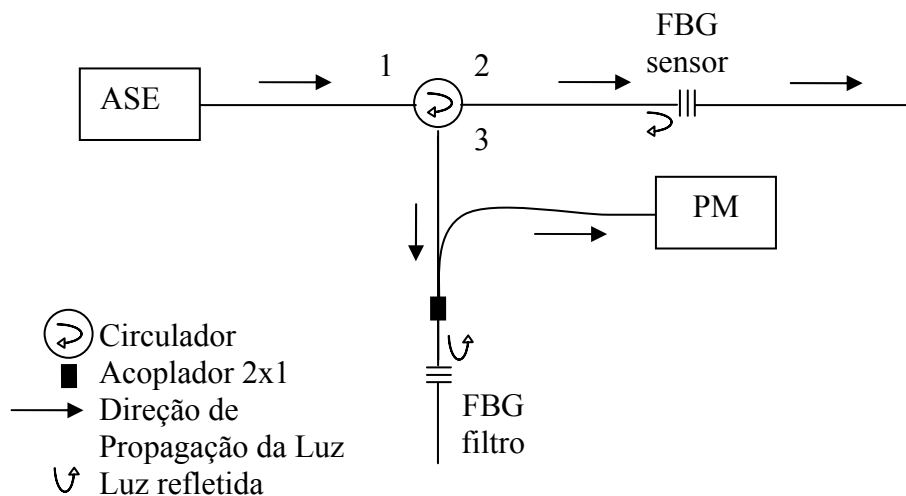 FBG
sensor
1
2
ASE
3
PM
Circulador
Acoplador 2x1
Direção de
Propagação da Luz
Luz refletida
FBG
filtro